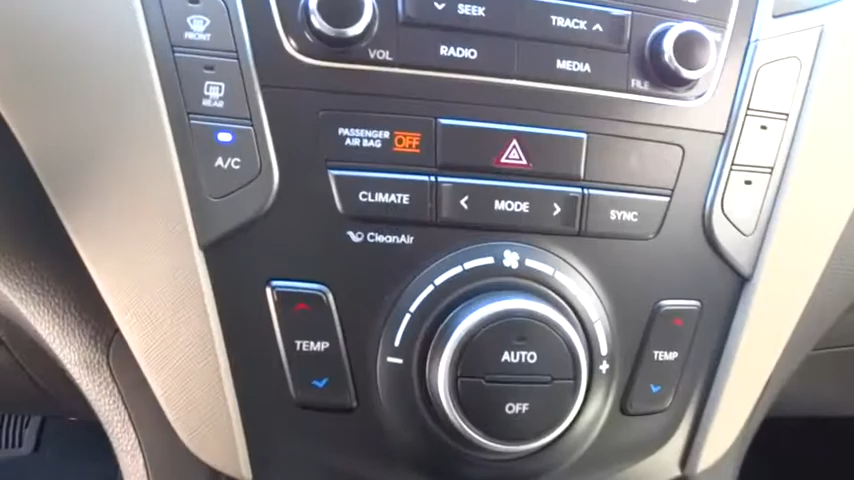 SEEK
TRACK
FRONT
VOL
RADIO
MEDIA
FILE
REAR
A/C
PASSENGER
AIR BAG OFF
CLIMATE
< MODE >
SYNC
CleanAir
TEMP
AUTO
TEMP
- +
OFF